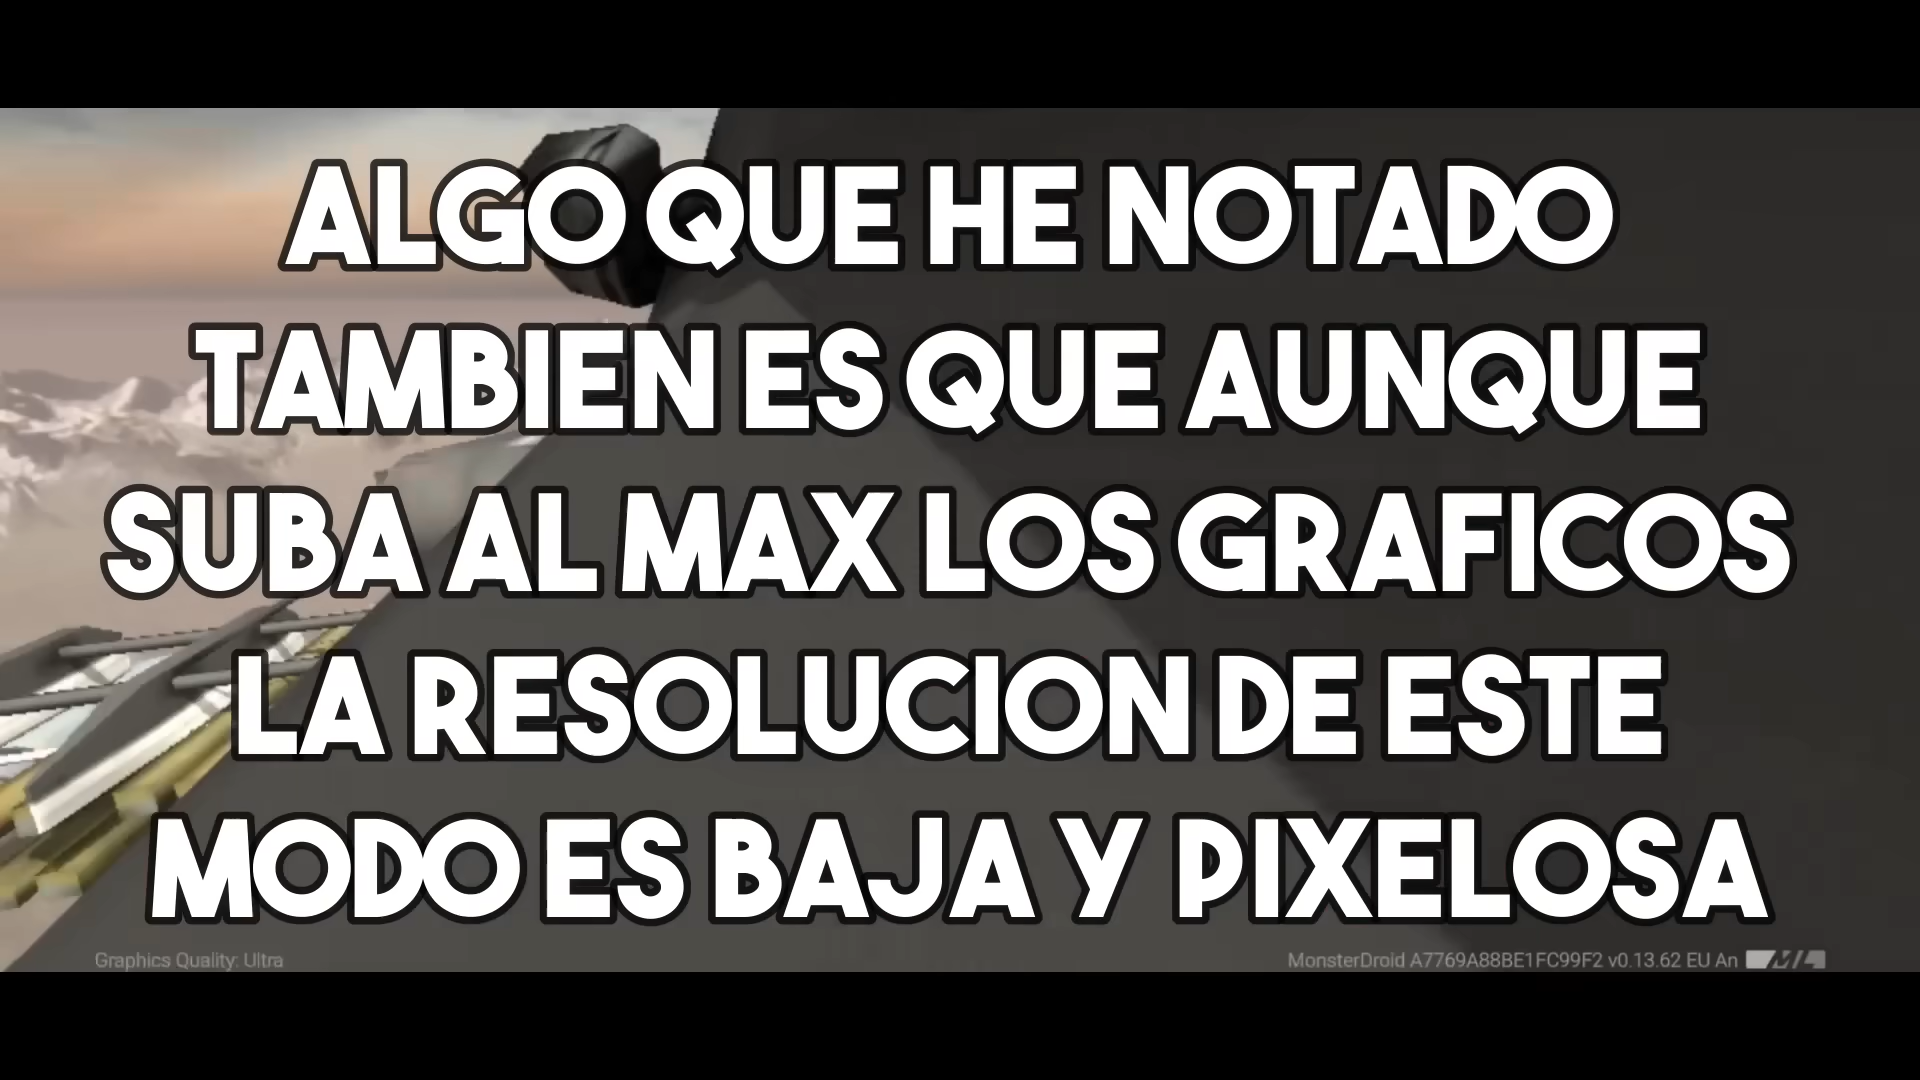 ALGO QUE HE NOTADO
TAMBIEN ES QUE AUNQUE
SUBA AL MAX LOS GRAFICOS
LA RESOLUCION DE ESTE
MODO ES BAJA Y PIXELOSA
Graphics Quality: Ultra
MonsterDroid A7769A88BE1FC99F2 v0.13.62 EU An